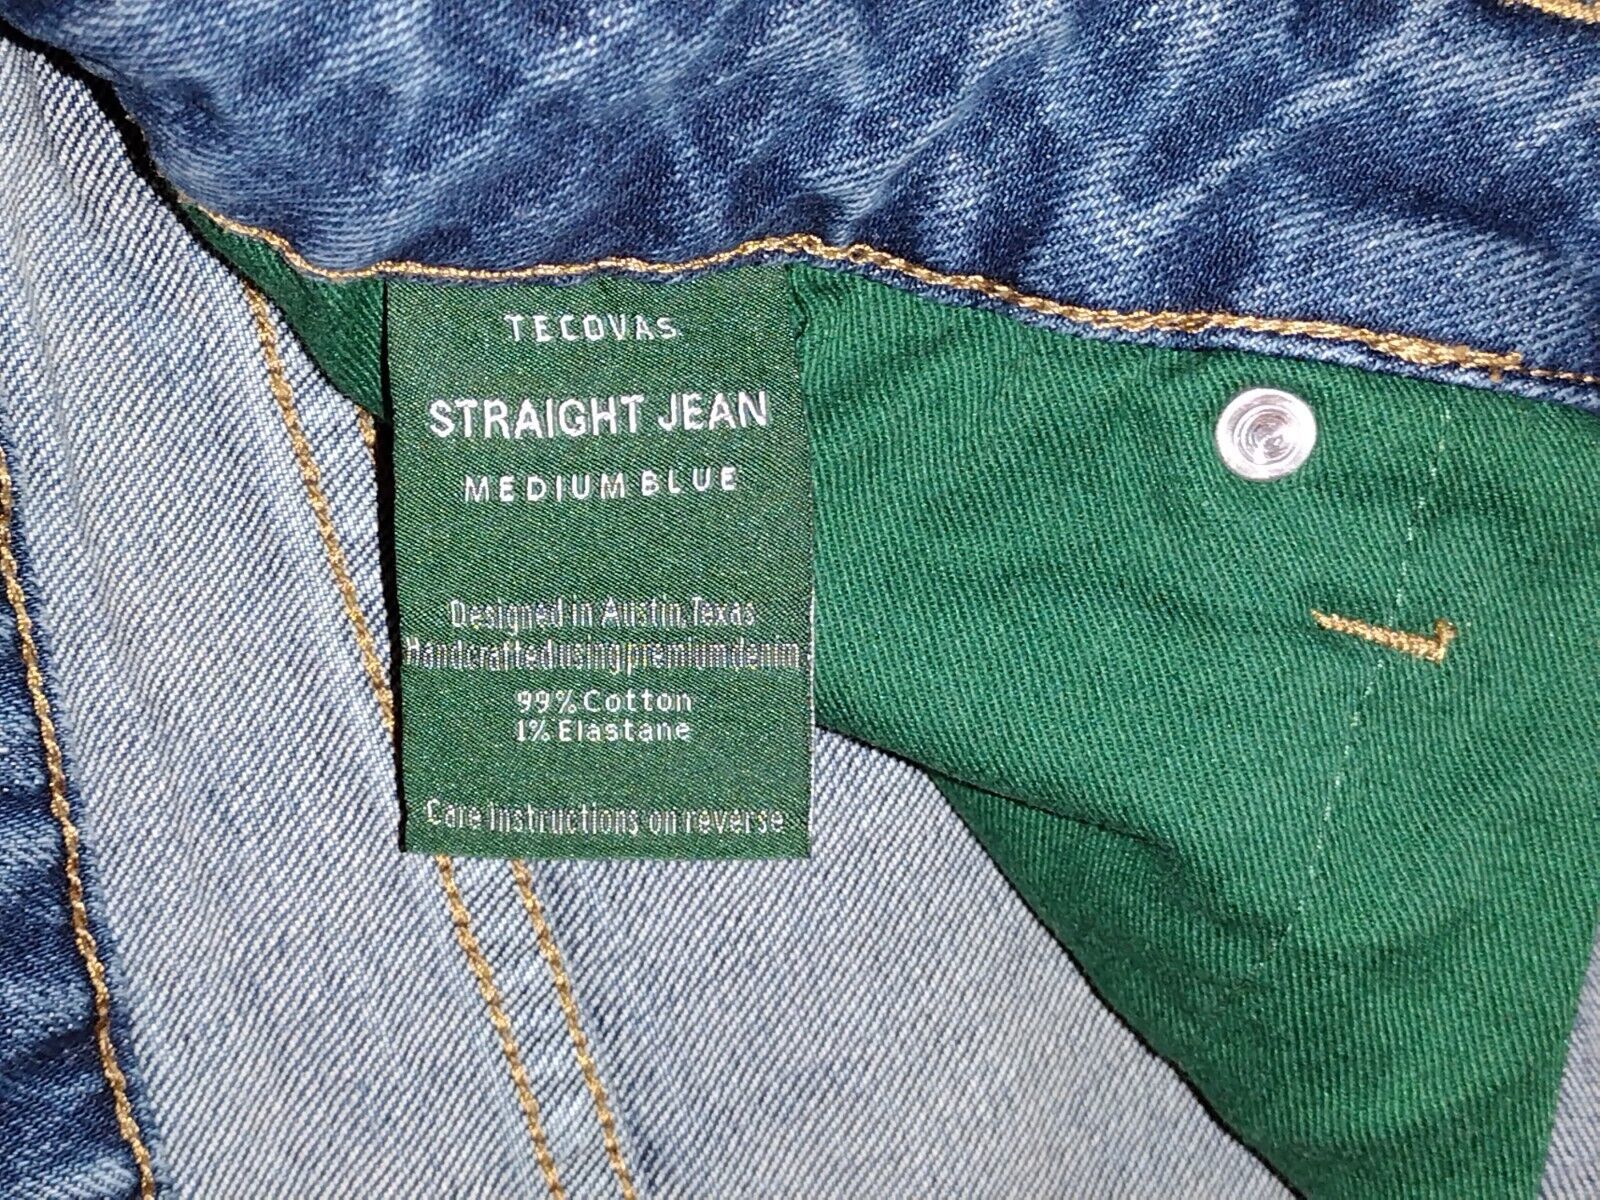 TECOVAS
STRAIGHT JEAN
MEDIUM BLUE
Designed in Austin, Texas
Handcrafted using premium denim
99% Cotton
1% Elastane
Care instructions on reverse